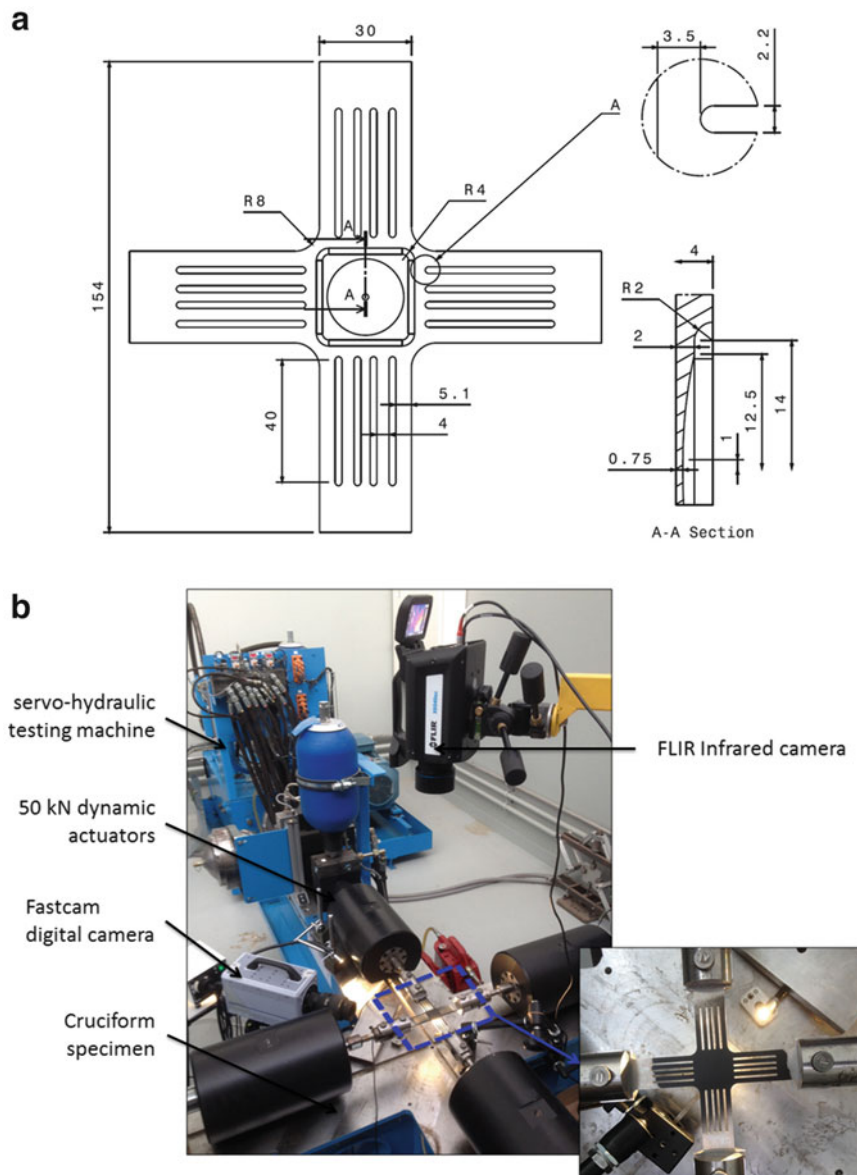 a
30
3.5
2.2
A
R8
R4
A
A
154
4
R2
2
5.1
40
4
12.5
14
1
0.75
A-A Section
b
servo-hydraulic
testing machine
FLIR Infrared camera
50 kN dynamic
actuators
Fastcam
digital camera
Cruciform
specimen
FLIR